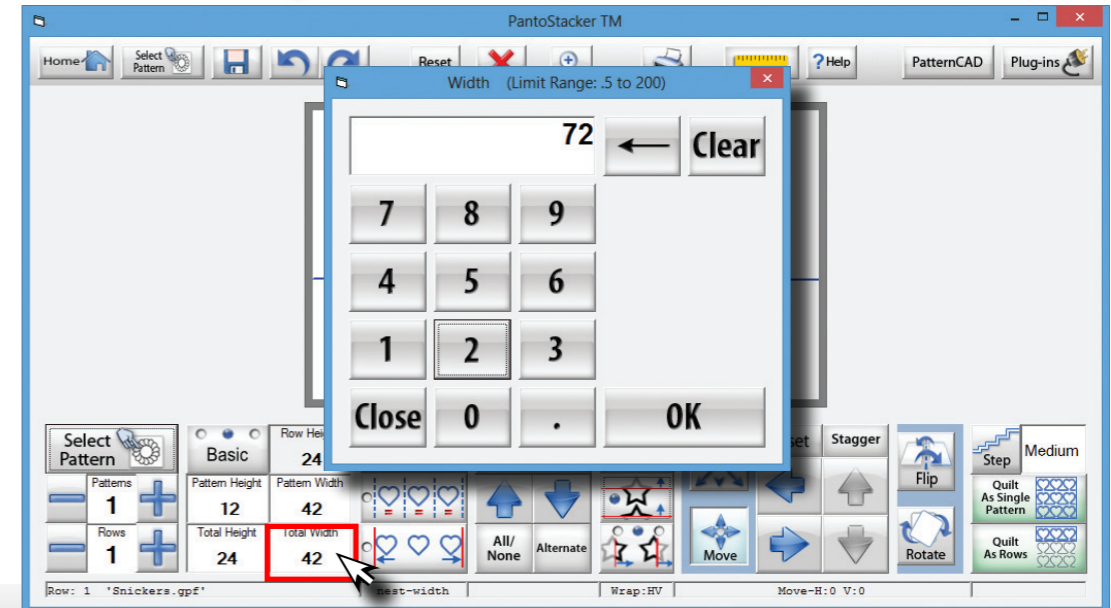 PantoStacker TM
Home
Select
Pattern
Reset
?Help
PatternCAD
Plug-ins
Width (Limit Range: .5 to 200)
72
Clear
7 8 9
4 5 6
1 2 3
Close 0 . OK
Select
Pattern
Basic
24
Stagger
Flip
Step
Medium
Patterns
1
Pattern Height
12
Pattern Width
42
Quilt
As Single
Pattern
Rows
1
Total Height
24
Total Width
42
All/
None
Alternate
Move
Rotate
Quilt
As Rows
Row: 1 'Snickers.gpf'
nest-width
Wrap:HV
Move-H:0 V:0